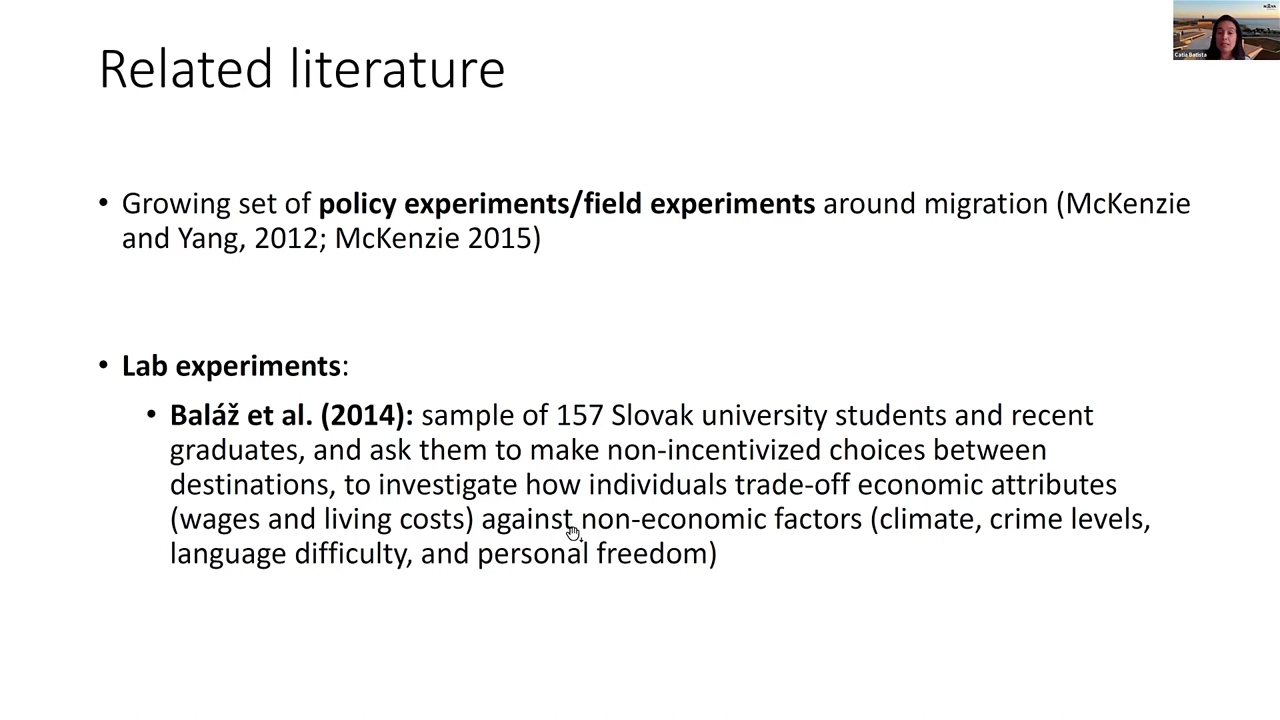 Related literature
NOVA
Catia Batista
• Growing set of policy experiments/field experiments around migration (McKenzie
and Yang, 2012; McKenzie 2015)
• Lab experiments:
• Baláž et al. (2014): sample of 157 Slovak university students and recent
graduates, and ask them to make non-incentivized choices between
destinations, to investigate how individuals trade-off economic attributes
(wages and living costs) against non-economic factors (climate, crime levels,
language difficulty, and personal freedom)